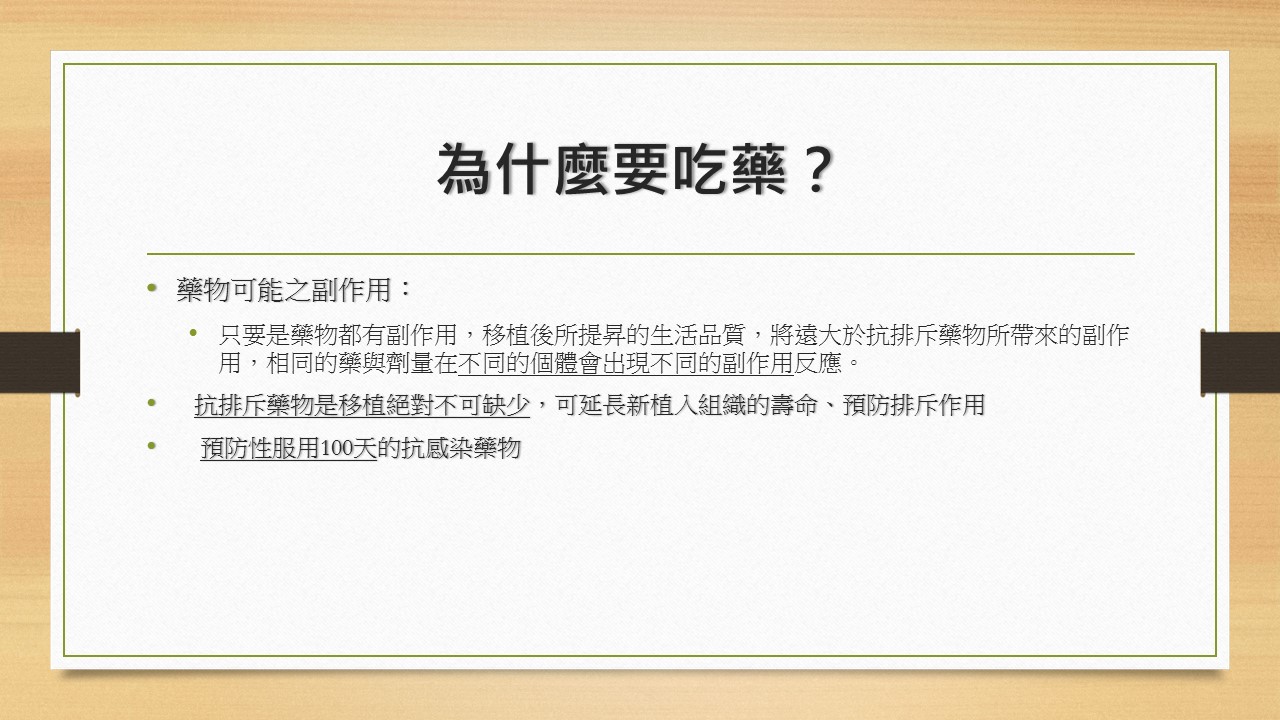 為什麼要吃藥？
• 藥物可能之副作用：
• 只要是藥物都有副作用，移植後所提昇的生活品質，將遠大於抗排斥藥物所帶來的副作
用，相同的藥與劑量在不同的個體會出現不同的副作用反應。
• 抗排斥藥物是移植絕對不可缺少，可延長新植入組織的壽命、預防排斥作用
• 預防性服用100天的抗感染藥物